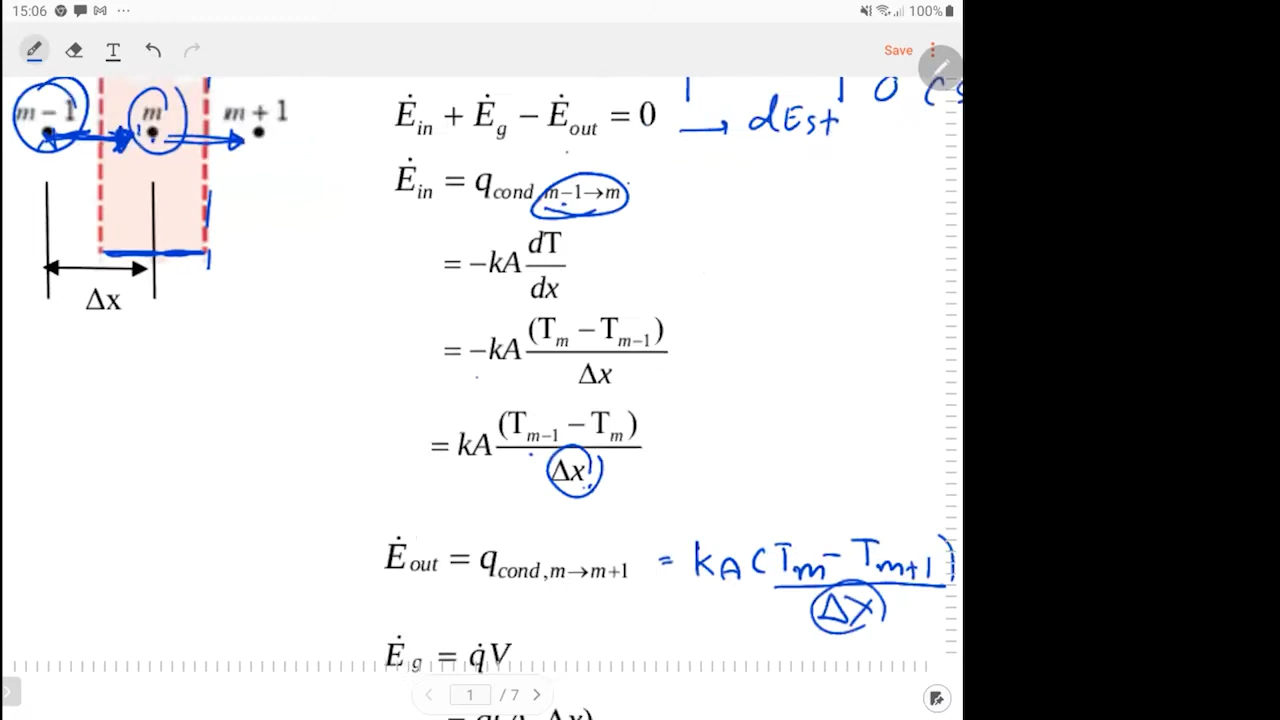 15:06 ... 100%
T Save
m − 1 m m + 1
Δx
Ė_in + Ė_g − Ė_out = 0 → dEst
Ė_in = q_cond m−1→m
= −kA dT/dx
= −kA (T_m − T_m−1)/Δx
= kA (T_m−1 − T_m)/Δx
Ė_out = q_cond,m→m+1 = kA (T_m − T_m+1)/Δx
Ė_g = q̇V
1 / 7